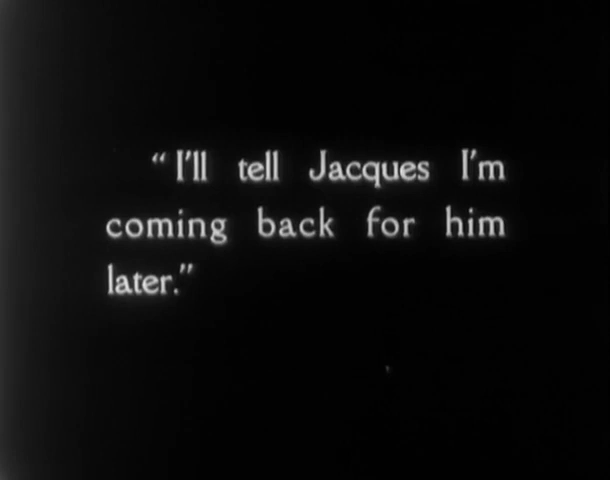 “I'll tell Jacques I'm
coming back for him
later.”